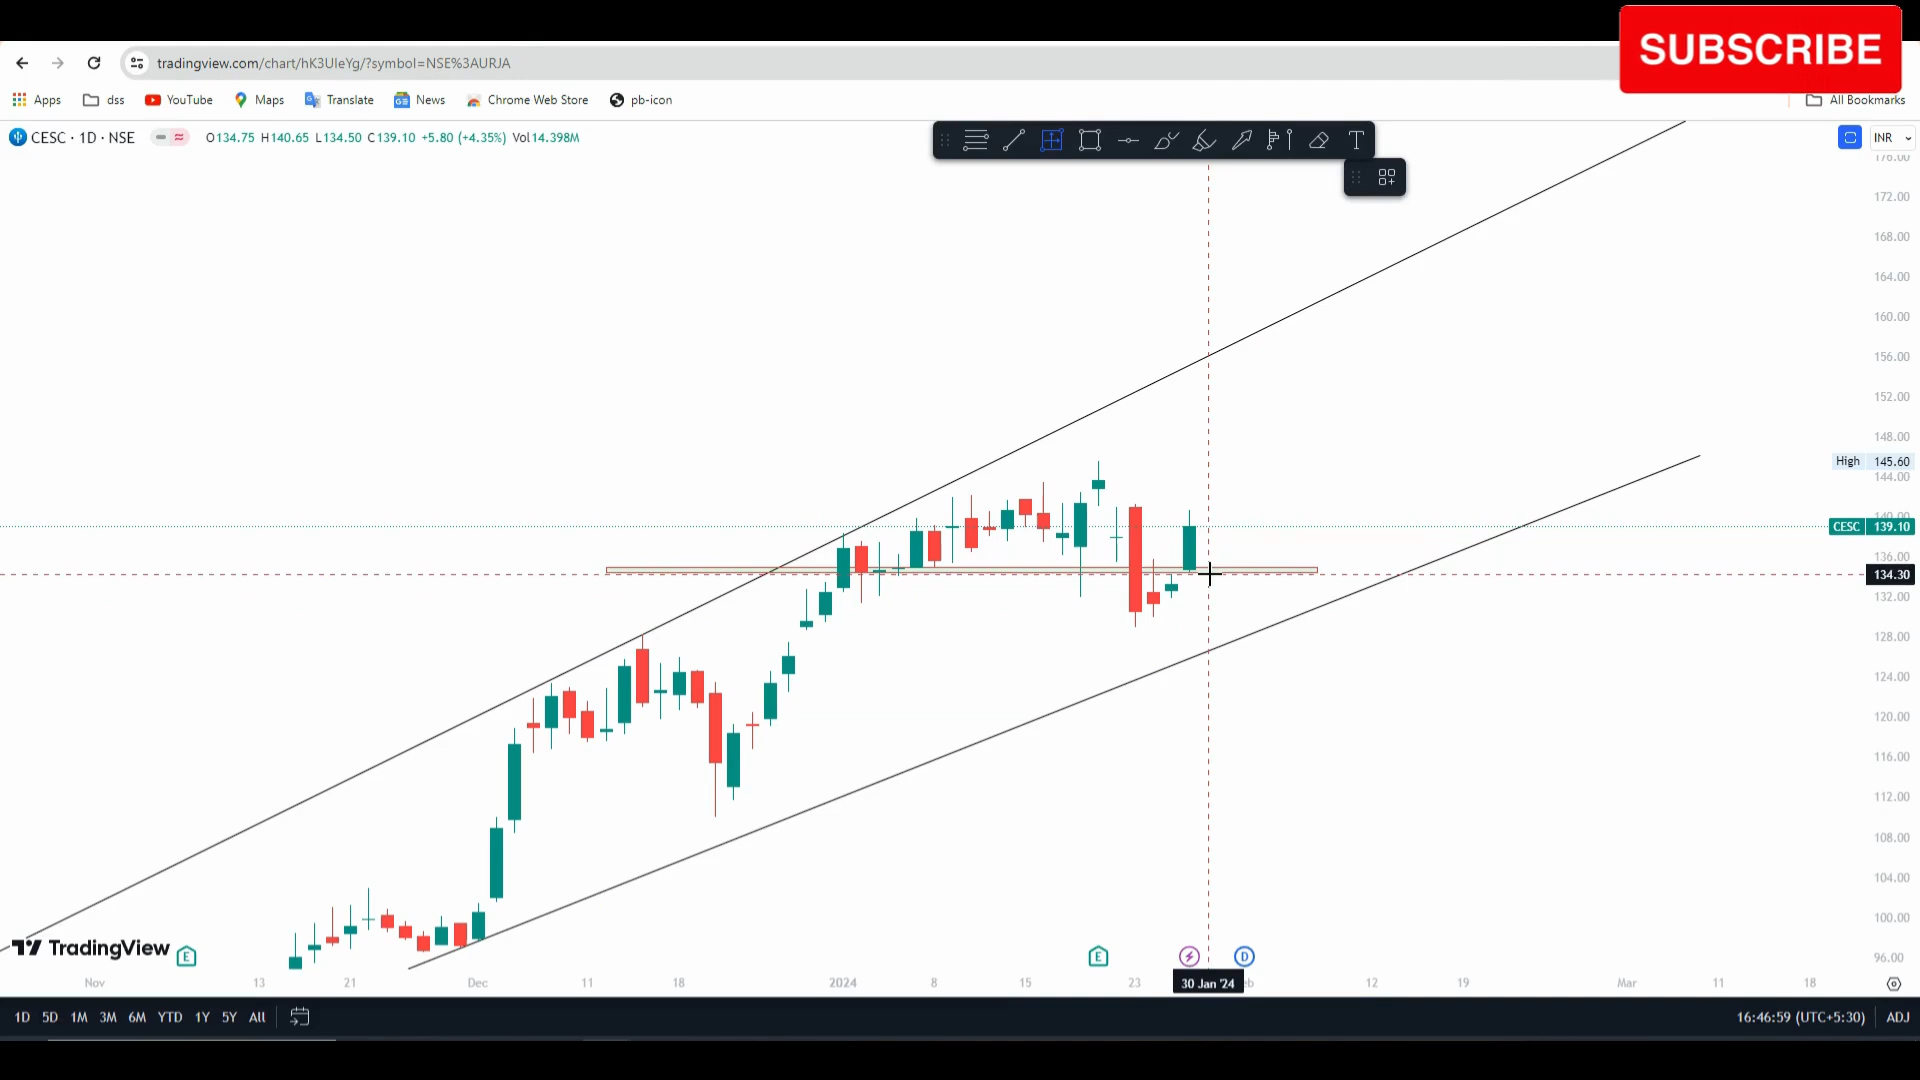 SUBSCRIBE
tradingview.com/chart/hK3UleYg/?symbol=NSE%3AURJA
Apps dss YouTube Maps Translate News Chrome Web Store pb-icon All Bookmarks
CESC · 1D · NSE O134.75 H140.65 L134.50 C139.10 +5.80 (+4.35%) Vol14.398M
INR
176.00
172.00
168.00
164.00
160.00
156.00
152.00
148.00
High 145.60
144.00
140.00
CESC 139.10
136.00
134.30
132.00
128.00
124.00
120.00
116.00
112.00
108.00
104.00
100.00
96.00
TradingView
E E D
Nov 13 21 Dec 11 18 2024 8 15 23 30 Jan '24 eb 12 19 Mar 11 18
1D 5D 1M 3M 6M YTD 1Y 5Y All 16:46:59 (UTC+5:30) ADJ